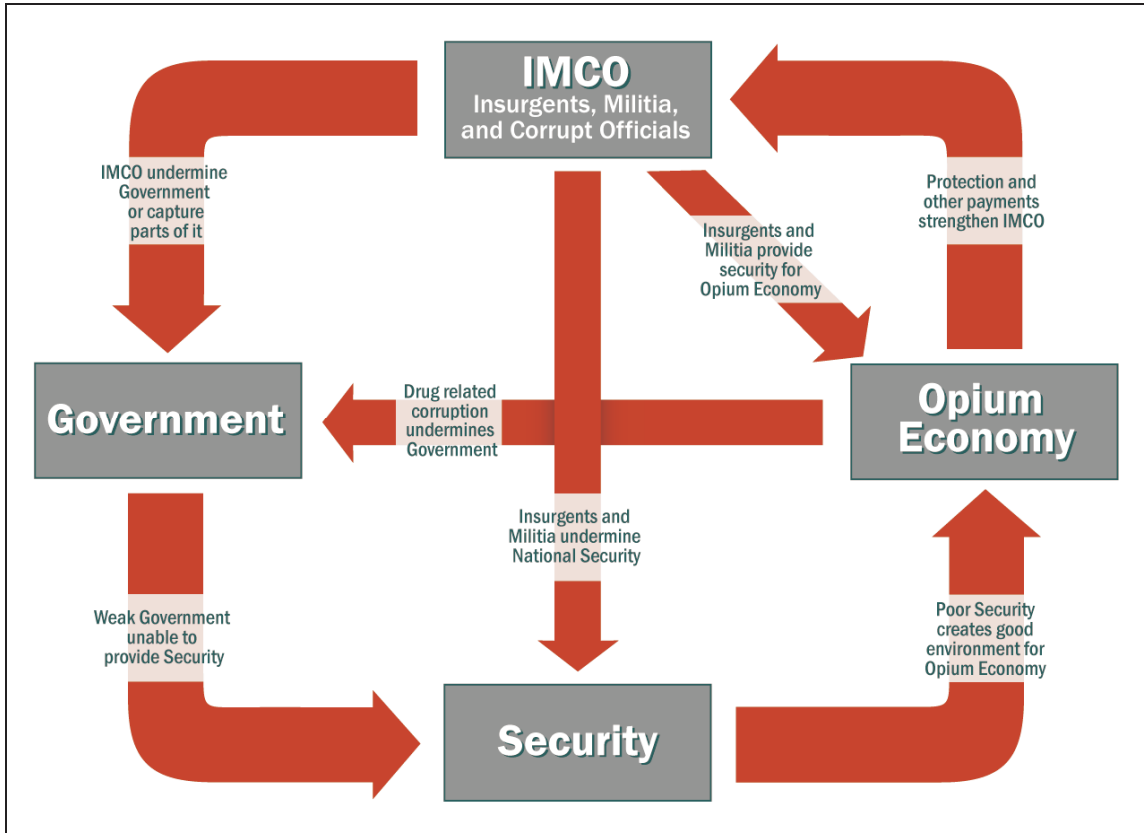 IMCO
Insurgents, Militia,
and Corrupt Officials
IMCO undermine
Government
or capture
parts of it
Insurgents and
Militia provide
security for
Opium Economy
Protection and
other payments
strengthen IMCO
Government
Drug related
corruption
undermines
Government
Opium
Economy
Insurgents and
Militia undermine
National Security
Weak Government
unable to
provide Security
Poor Security
creates good
environment for
Opium Economy
Security